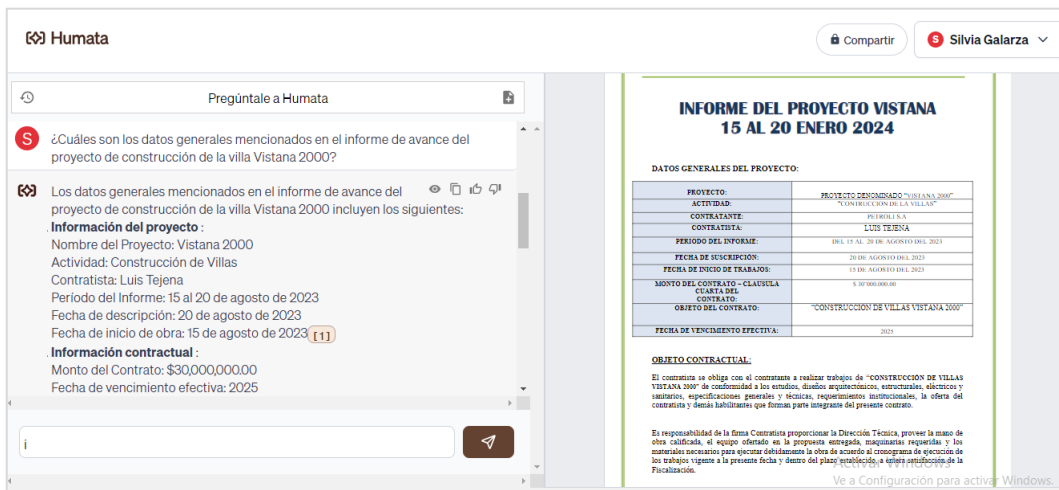 Humata
Compartir
S Silvia Galarza
Pregúntale a Humata
S
¿Cuáles son los datos generales mencionados en el informe de avance del
proyecto de construcción de la villa Vistana 2000?
Los datos generales mencionados en el informe de avance del
proyecto de construcción de la villa Vistana 2000 incluyen los siguientes:
Información del proyecto :
Nombre del Proyecto: Vistana 2000
Actividad: Construcción de Villas
Contratista: Luis Tejena
Período del Informe: 15 al 20 de agosto de 2023
Fecha de descripción: 20 de agosto de 2023
Fecha de inicio de obra: 15 de agosto de 2023 [1]
Información contractual :
Monto del Contrato: $30,000,000.00
Fecha de vencimiento efectiva: 2025
i
INFORME DEL PROYECTO VISTANA
15 AL 20 ENERO 2024
DATOS GENERALES DEL PROYECTO:
PROYECTO: PROYECTO DENOMINADO "VISTANA 2000"
ACTIVIDAD: "CONTRUCCIÓN DE LA VILLAS"
CONTRATANTE: PETROLI S.A
CONTRATISTA: LUIS TEJENA
PERIODO DEL INFORME: DEL 15 AL 20 DE AGOSTO DEL 2023
FECHA DE SUSCRIPCIÓN: 20 DE AGOSTO DEL 2023
FECHA DE INICIO DE TRABAJOS: 15 DE AGOSTO DEL 2023
MONTO DEL CONTRATO – CLAUSULA
CUARTA DEL
CONTRATO:
$ 30'000.000.00
OBJETO DEL CONTRATO: "CONSTRUCCION DE VILLAS VISTANA 2000"
FECHA DE VENCIMIENTO EFECTIVA: 2025
OBJETO CONTRACTUAL:
El contratista se obliga con el contratante a realizar trabajos de "CONSTRUCCIÓN DE VILLAS
VISTANA 2000" de conformidad a los estudios, diseños arquitectónicos, estructurales, eléctricos y
sanitarios, especificaciones generales y técnicas, requerimientos institucionales, la oferta del
contratista y demás habilitantes que forman parte integrante del presente contrato.
Es responsabilidad de la firma Contratista proporcionar la Dirección Técnica, proveer la mano de
obra calificada, el equipo ofertado en la propuesta entregada, maquinarias requeridas y los
materiales necesarios para ejecutar debidamente la obra de acuerdo al cronograma de ejecución de
los trabajos vigente a la presente fecha y dentro del plazo establecido, a entera satisfacción de la
Fiscalización.
Activar Windows
Ve a Configuración para activar Windows.